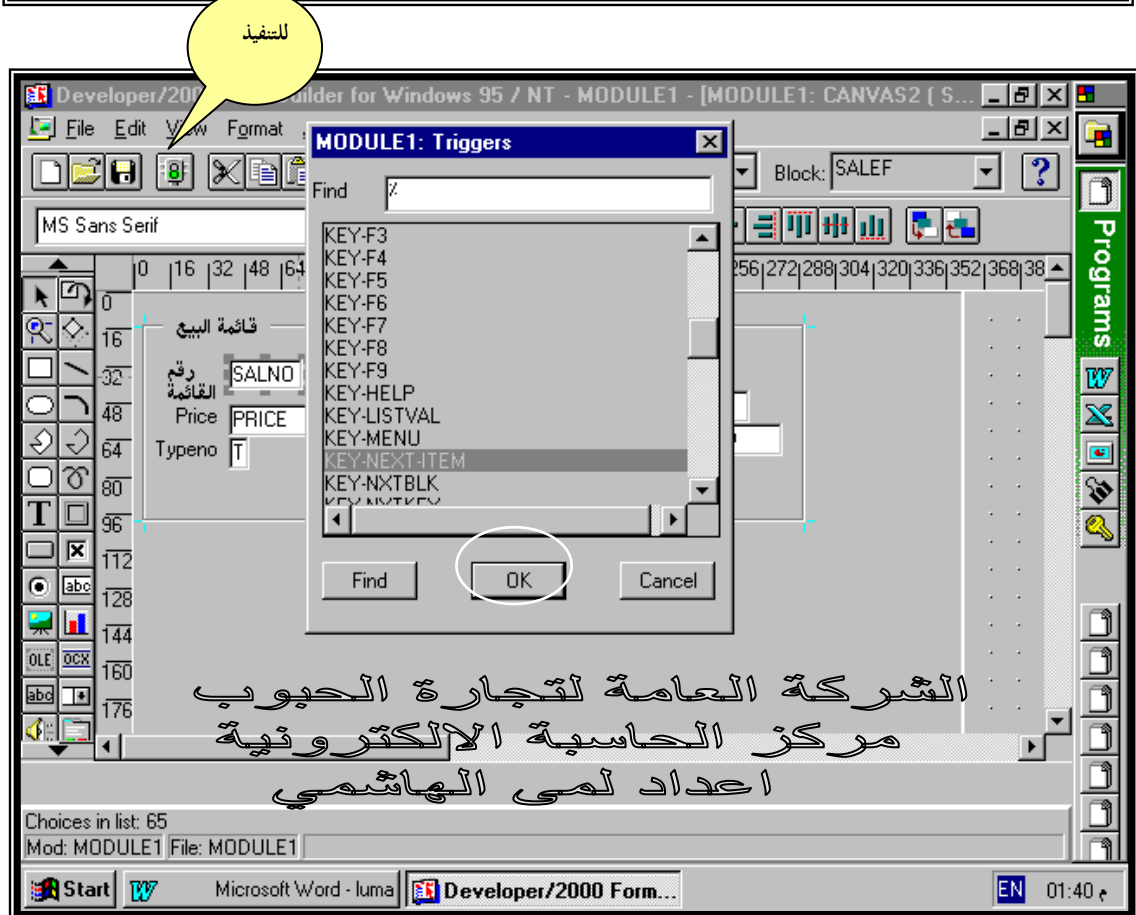 للتنفيذ
Developer/200 uilder for Windows 95 / NT - MODULE1 - [MODULE1: CANVAS2 ( S...
File Edit View Format
MODULE1: Triggers
Find %
Block: SALEF
MS Sans Serif
KEY-F3
KEY-F4
KEY-F5
KEY-F6
KEY-F7
KEY-F8
KEY-F9
KEY-HELP
KEY-LISTVAL
KEY-MENU
KEY-NEXT-ITEM
KEY-NXTBLK
KEY-NXTKEY
Find OK Cancel
0 16 32 48 64 256 272 288 304 320 336 352 368 38
0
16
32
48
64
80
96
112
128
144
160
176
قائمة البيع
رقم
القائمة
SALNO
Price PRICE
Typeno T
T
abc
OLE OCX
abc
Programs
الشركة العامة لتجارة الحبوب
مركز الحاسبة الالكترونية
اعداد لمى الهاشمي
Choices in list: 65
Mod: MODULE1 File: MODULE1
Start Microsoft Word - luma Developer/2000 Form... EN 01:40 م